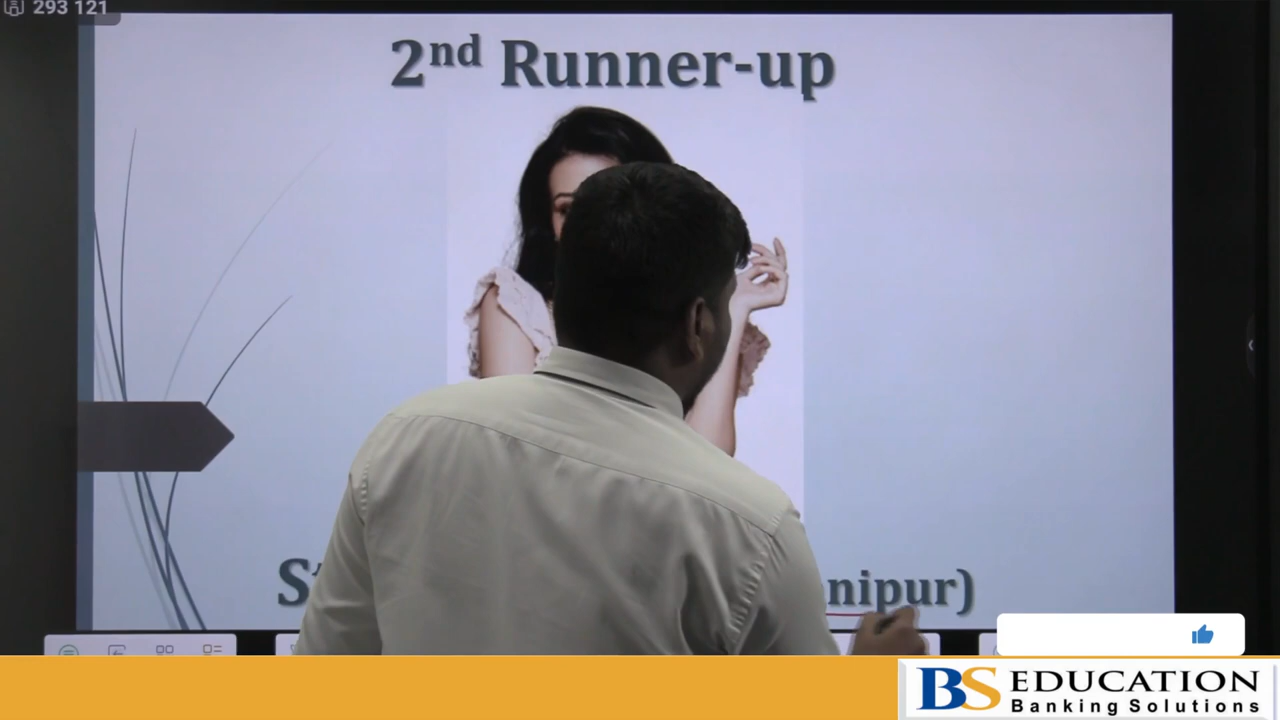 293 121
2nd Runner-up
nipur)
BS EDUCATION
Banking Solutions